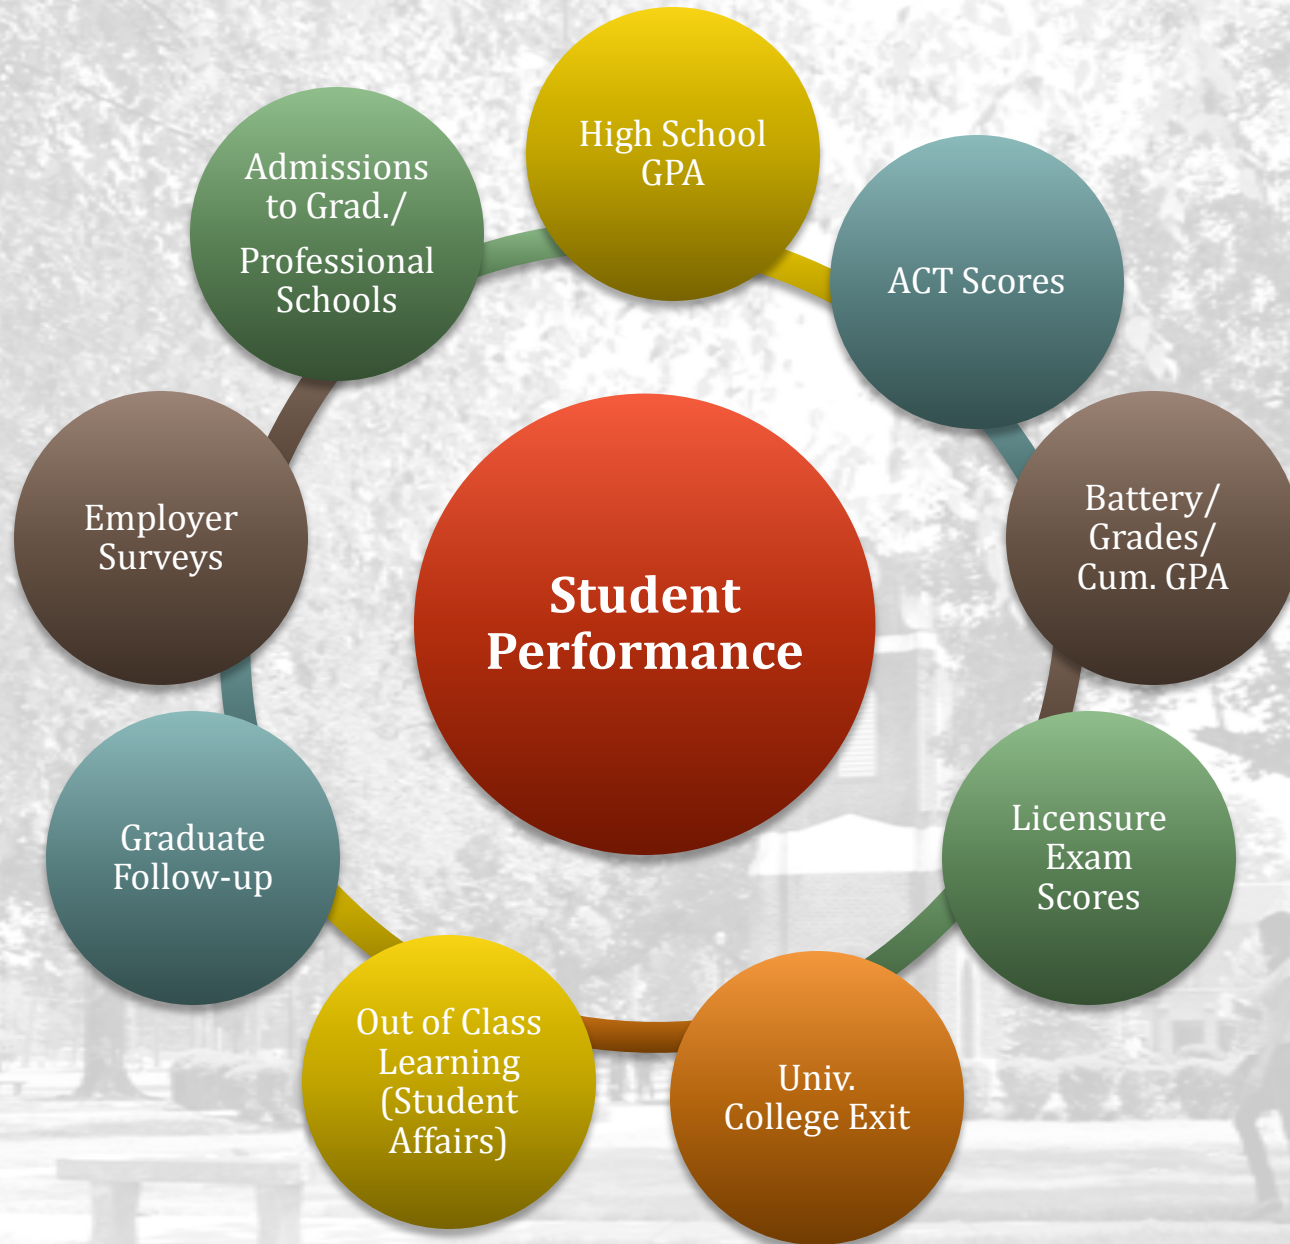 High School
GPA
ACT Scores
Battery/
Grades/
Cum. GPA
Licensure
Exam
Scores
Univ.
College Exit
Out of Class
Learning
(Student
Affairs)
Graduate
Follow-up
Employer
Surveys
Admissions
to Grad./
Professional
Schools
Student
Performance